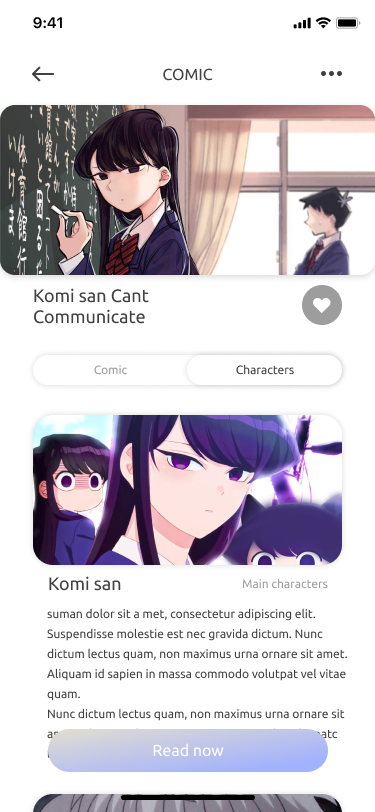 9:41
COMIC
Komi san Cant
Communicate
Comic
Characters
Komi san
Main characters
suman dolor sit a met, consectetur adipiscing elit.
Suspendisse molestie est nec gravida dictum. Nunc
dictum lectus quam, non maximus urna ornare sit amet.
Aliquam id sapien in massa commodo volutpat vel vitae
quam.
Nunc dictum lectus quam, non maximus urna ornare sit
Read now